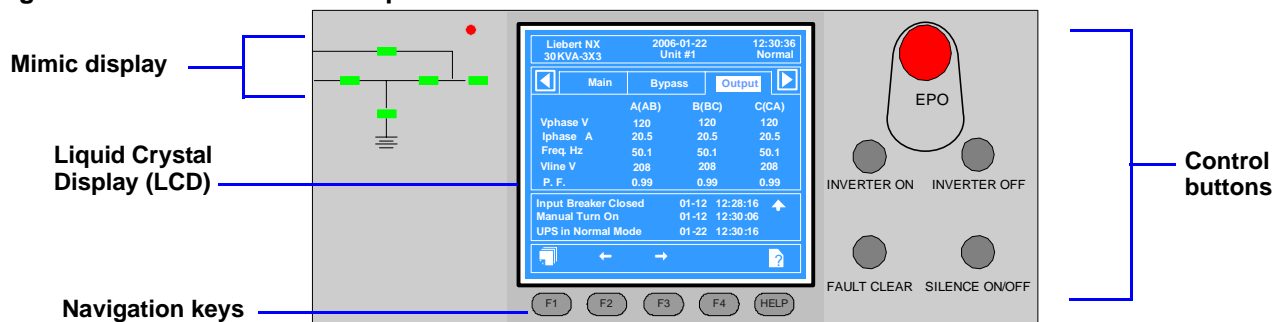 Mimic display
Liquid Crystal
Display (LCD)
Navigation keys
Liebert NX 2006-01-22 12:30:36
30KVA-3X3 Unit #1 Normal
Main Bypass Output
A(AB) B(BC) C(CA)
Vphase V 120 120 120
Iphase A 20.5 20.5 20.5
Freq. Hz 50.1 50.1 50.1
Vline V 208 208 208
P. F. 0.99 0.99 0.99
Input Breaker Closed 01-12 12:28:16
Manual Turn On 01-12 12:30:06
UPS in Normal Mode 01-22 12:30:16
?
F1 F2 F3 F4 HELP
EPO
INVERTER ON INVERTER OFF
FAULT CLEAR SILENCE ON/OFF
Control
buttons